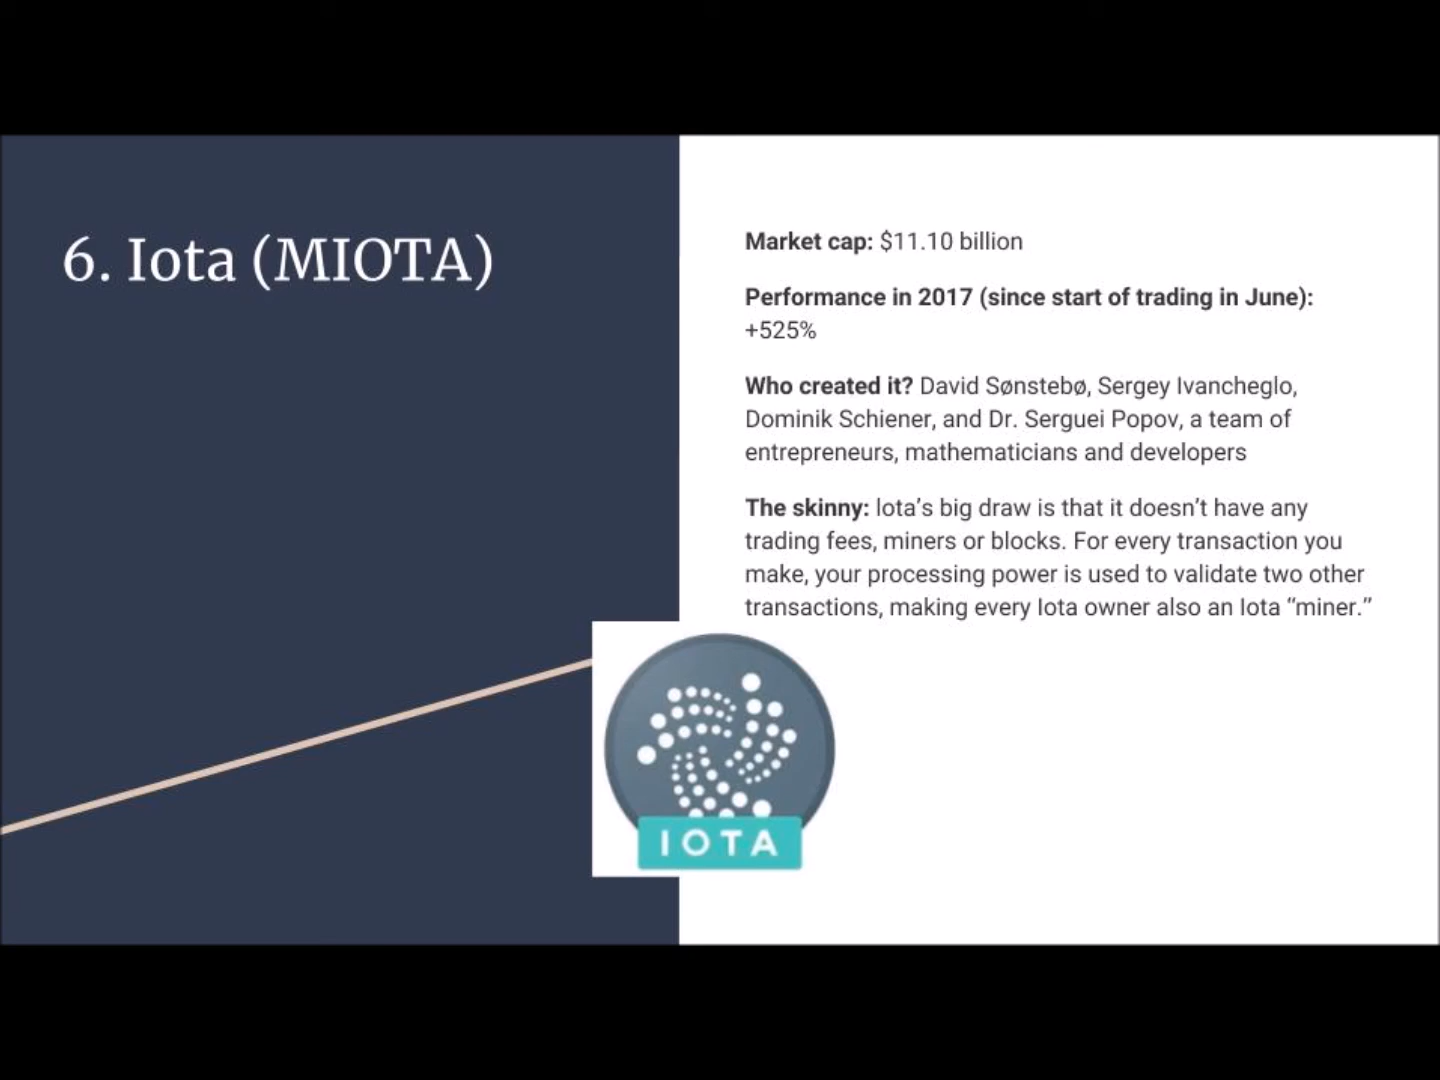 6. Iota (MIOTA)
Market cap: $11.10 billion
Performance in 2017 (since start of trading in June):
+525%
Who created it? David Sønstebø, Sergey Ivancheglo,
Dominik Schiener, and Dr. Serguei Popov, a team of
entrepreneurs, mathematicians and developers
The skinny: Iota’s big draw is that it doesn’t have any
trading fees, miners or blocks. For every transaction you
make, your processing power is used to validate two other
transactions, making every Iota owner also an Iota “miner.”
IOTA